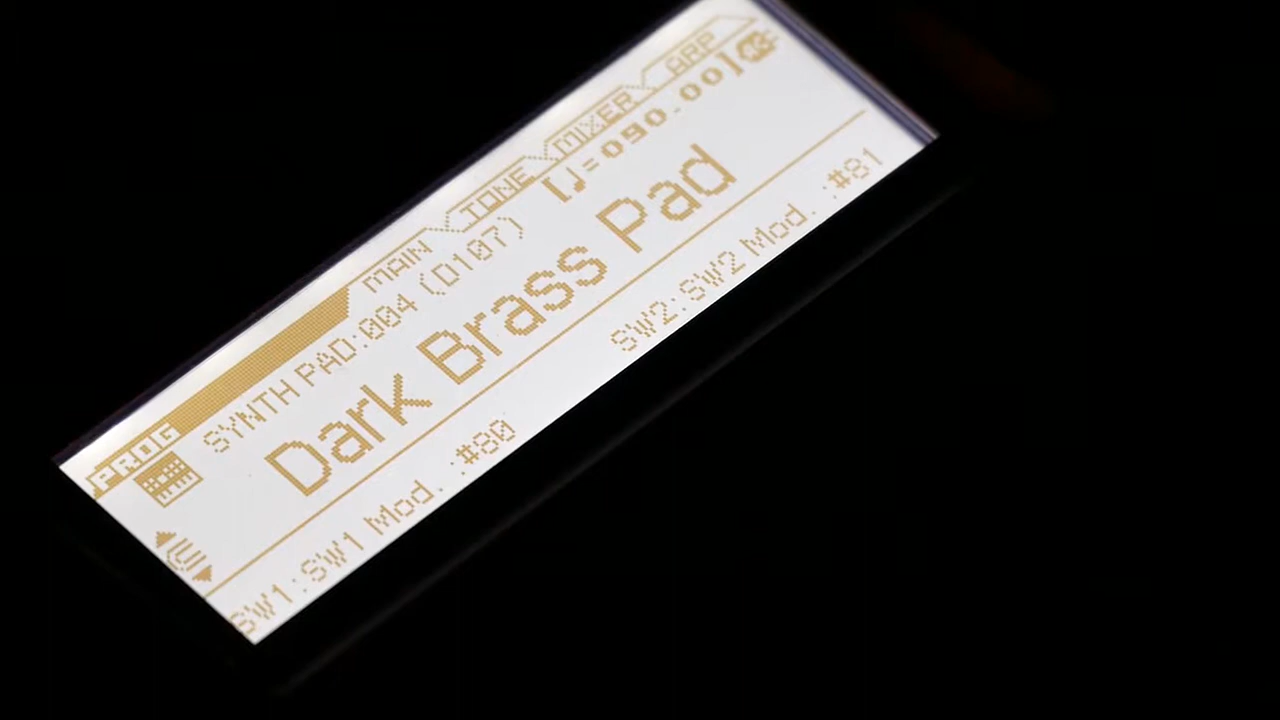 PROG MAIN TONE MIXER ARP
SYNTH PAD:004 (D107) [♩=090.00]
Dark Brass Pad
SW1:SW1 Mod. :#80 SW2:SW2 Mod. :#81